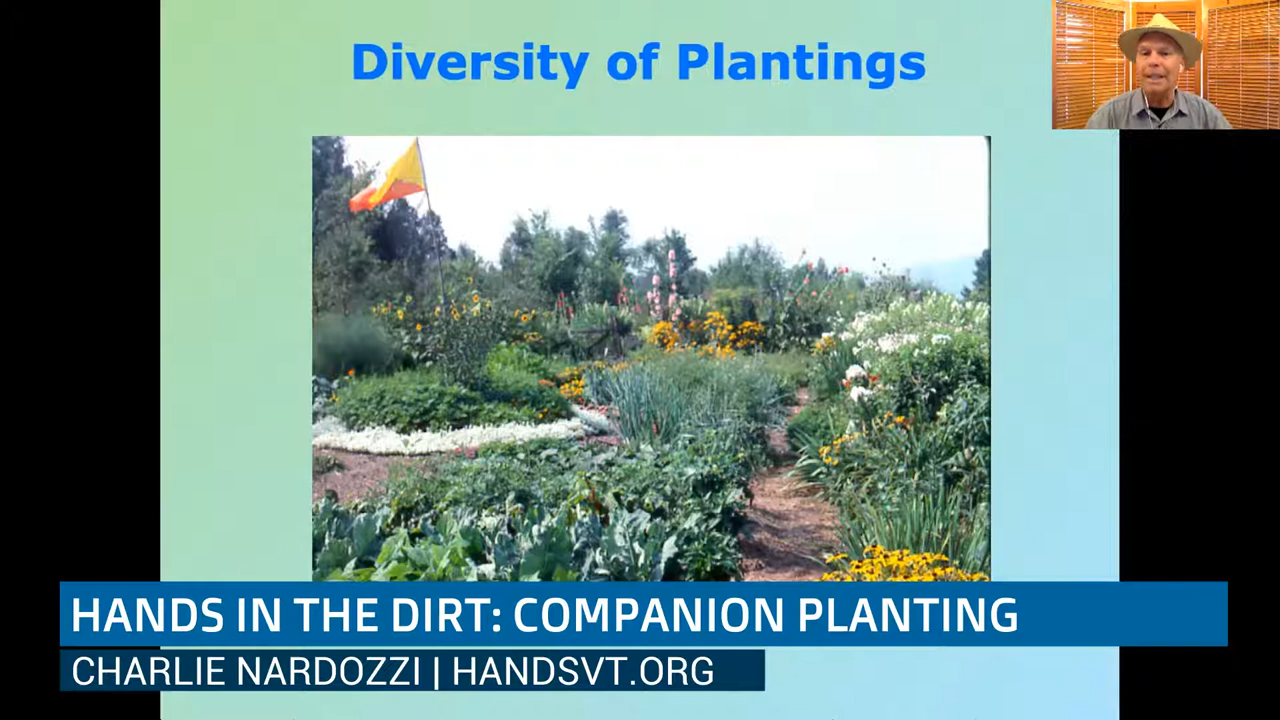 Diversity of Plantings
HANDS IN THE DIRT: COMPANION PLANTING
CHARLIE NARDOZZI | HANDSVT.ORG